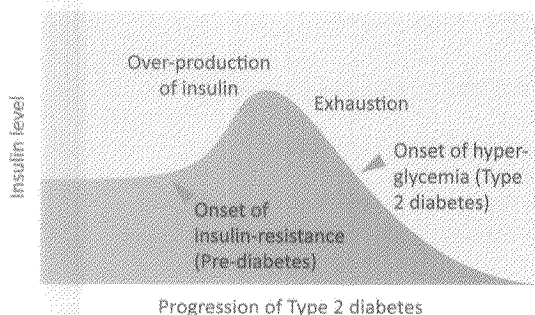 Over-production
of insulin
Exhaustion
Onset of hyper-
glycemia (Type
2 diabetes)
Onset of
Insulin-resistance
(Pre-diabetes)
Insulin level
Progression of Type 2 diabetes